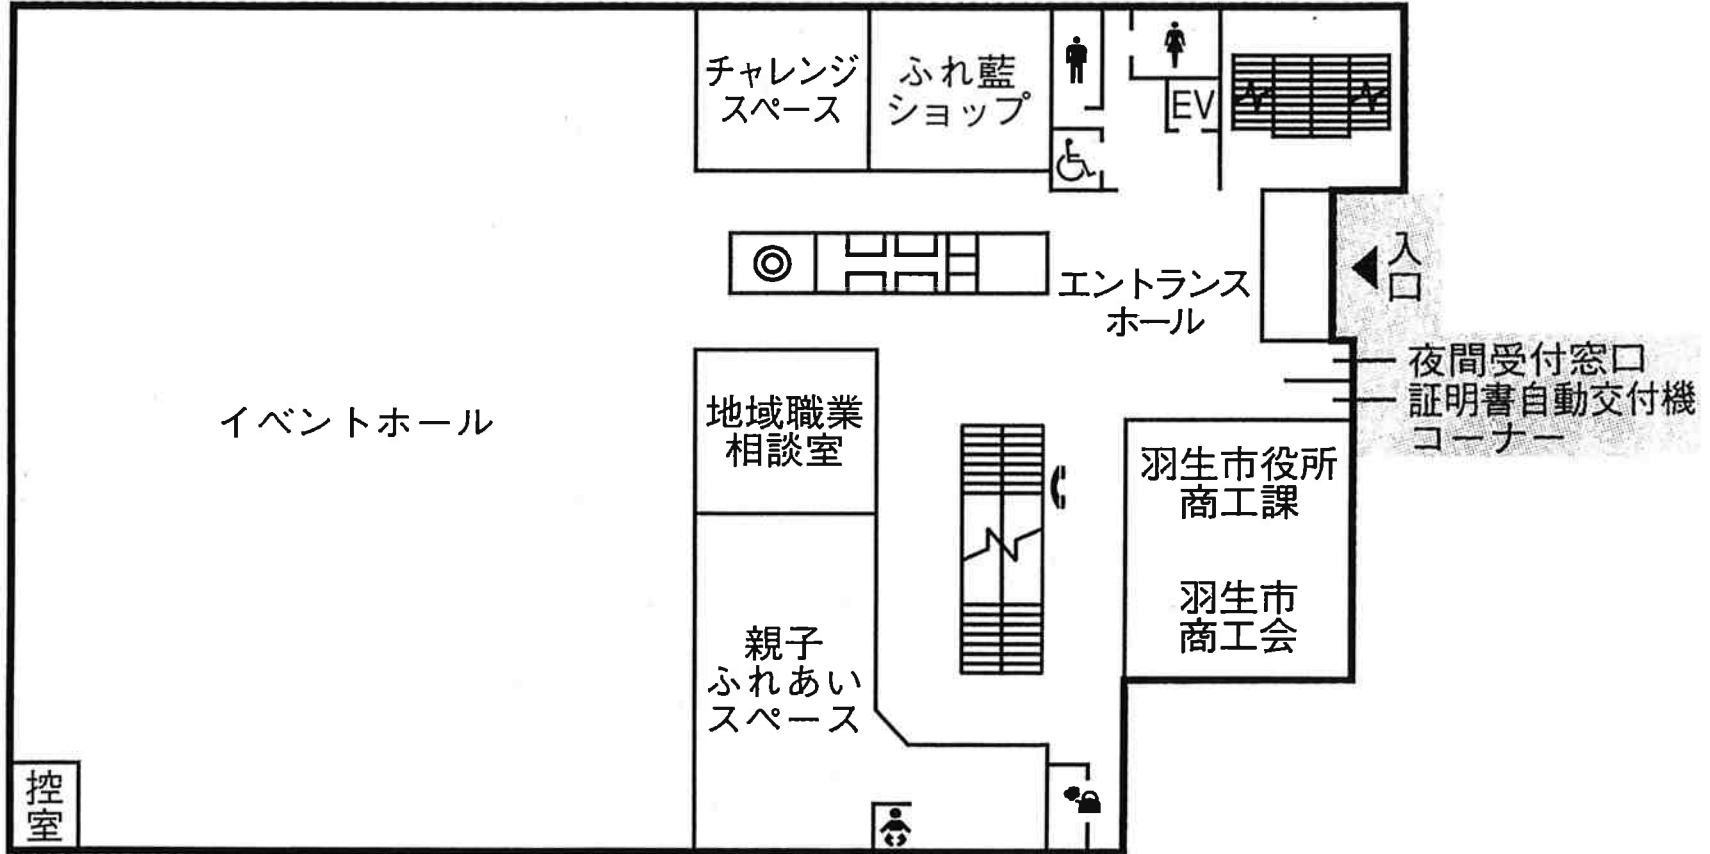 チャレンジ
スペース
ふれ藍
ショップ
EV
入
口
エントランス
ホール
夜間受付窓口
証明書自動交付機
コーナー
イベントホール
地域職業
相談室
羽生市役所
商工課
羽生市
商工会
親子
ふれあい
スペース
控
室